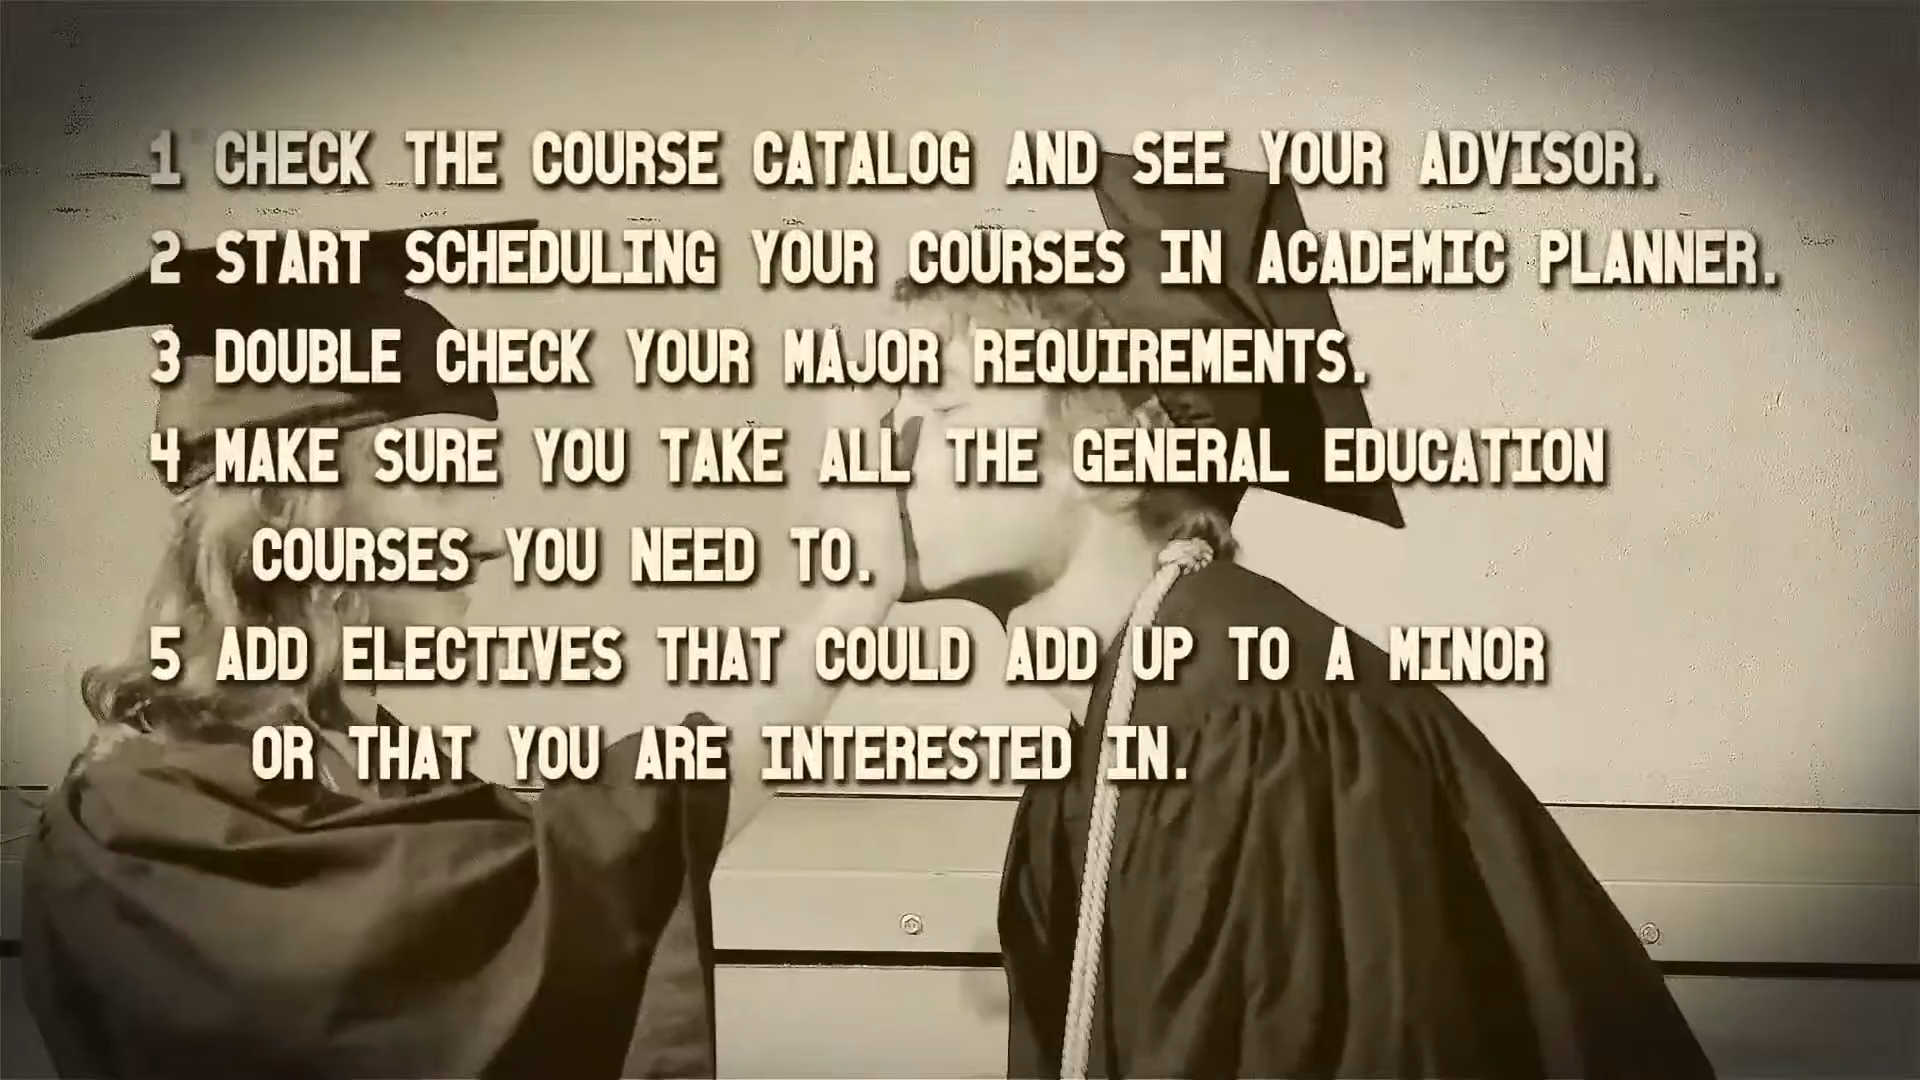 1 CHECK THE COURSE CATALOG AND SEE YOUR ADVISOR.
2 START SCHEDULING YOUR COURSES IN ACADEMIC PLANNER.
3 DOUBLE CHECK YOUR MAJOR REQUIREMENTS.
4 MAKE SURE YOU TAKE ALL THE GENERAL EDUCATION
COURSES YOU NEED TO.
5 ADD ELECTIVES THAT COULD ADD UP TO A MINOR
OR THAT YOU ARE INTERESTED IN.